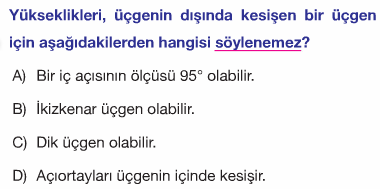 Yükseklikleri, üçgenin dışında kesişen bir üçgen
için aşağıdakilerden hangisi söylenemez?
A) Bir iç açısının ölçüsü 95° olabilir.
B) İkizkenar üçgen olabilir.
C) Dik üçgen olabilir.
D) Açıortayları üçgenin içinde kesişir.